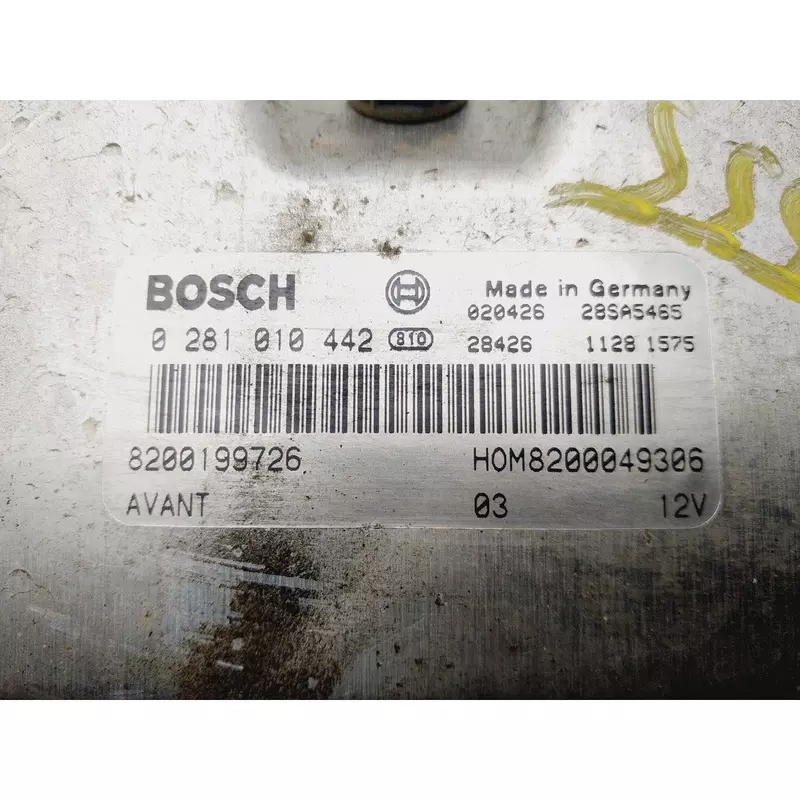 BOSCH Made in Germany
020426 28SA5465
0 281 010 442 810 28426 1128 1575
8200199726 HOM8200049306
AVANT 03 12V